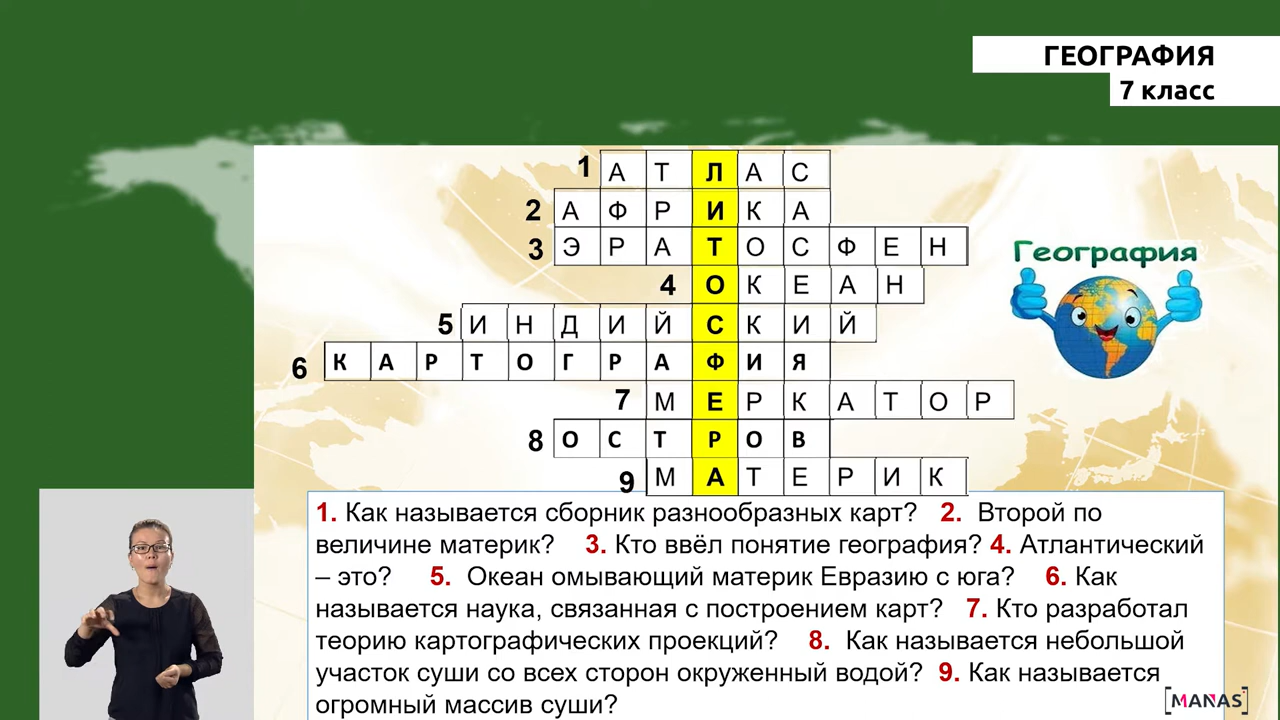 ГЕОГРАФИЯ
7 класс
1 АТЛАС
2 АФРИКА
3 ЭРАТОСФЕН
География
4 ОКЕАН
5 ИНДИЙСКИЙ
6 КАРТОГРАФИЯ
7 МЕРКАТОР
8 ОСТРОВ
9 МАТЕРИК
1. Как называется сборник разнообразных карт? 2. Второй по
величине материк? 3. Кто ввёл понятие география? 4. Атлантический
– это? 5. Океан омывающий материк Евразию с юга? 6. Как
называется наука, связанная с построением карт? 7. Кто разработал
теорию картографических проекций? 8. Как называется небольшой
участок суши со всех сторон окруженный водой? 9. Как называется
огромный массив суши?
[MANAS]